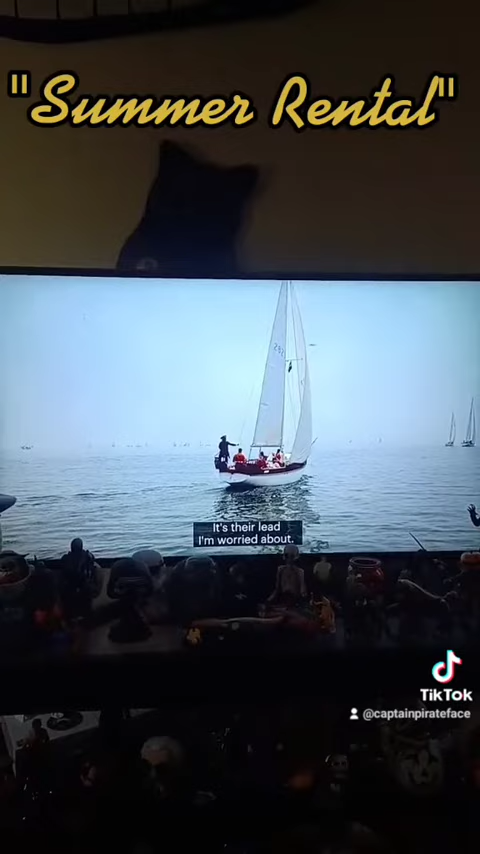 "Summer Rental"
It's their lead
I'm worried about.
TikTok
@captainpirateface